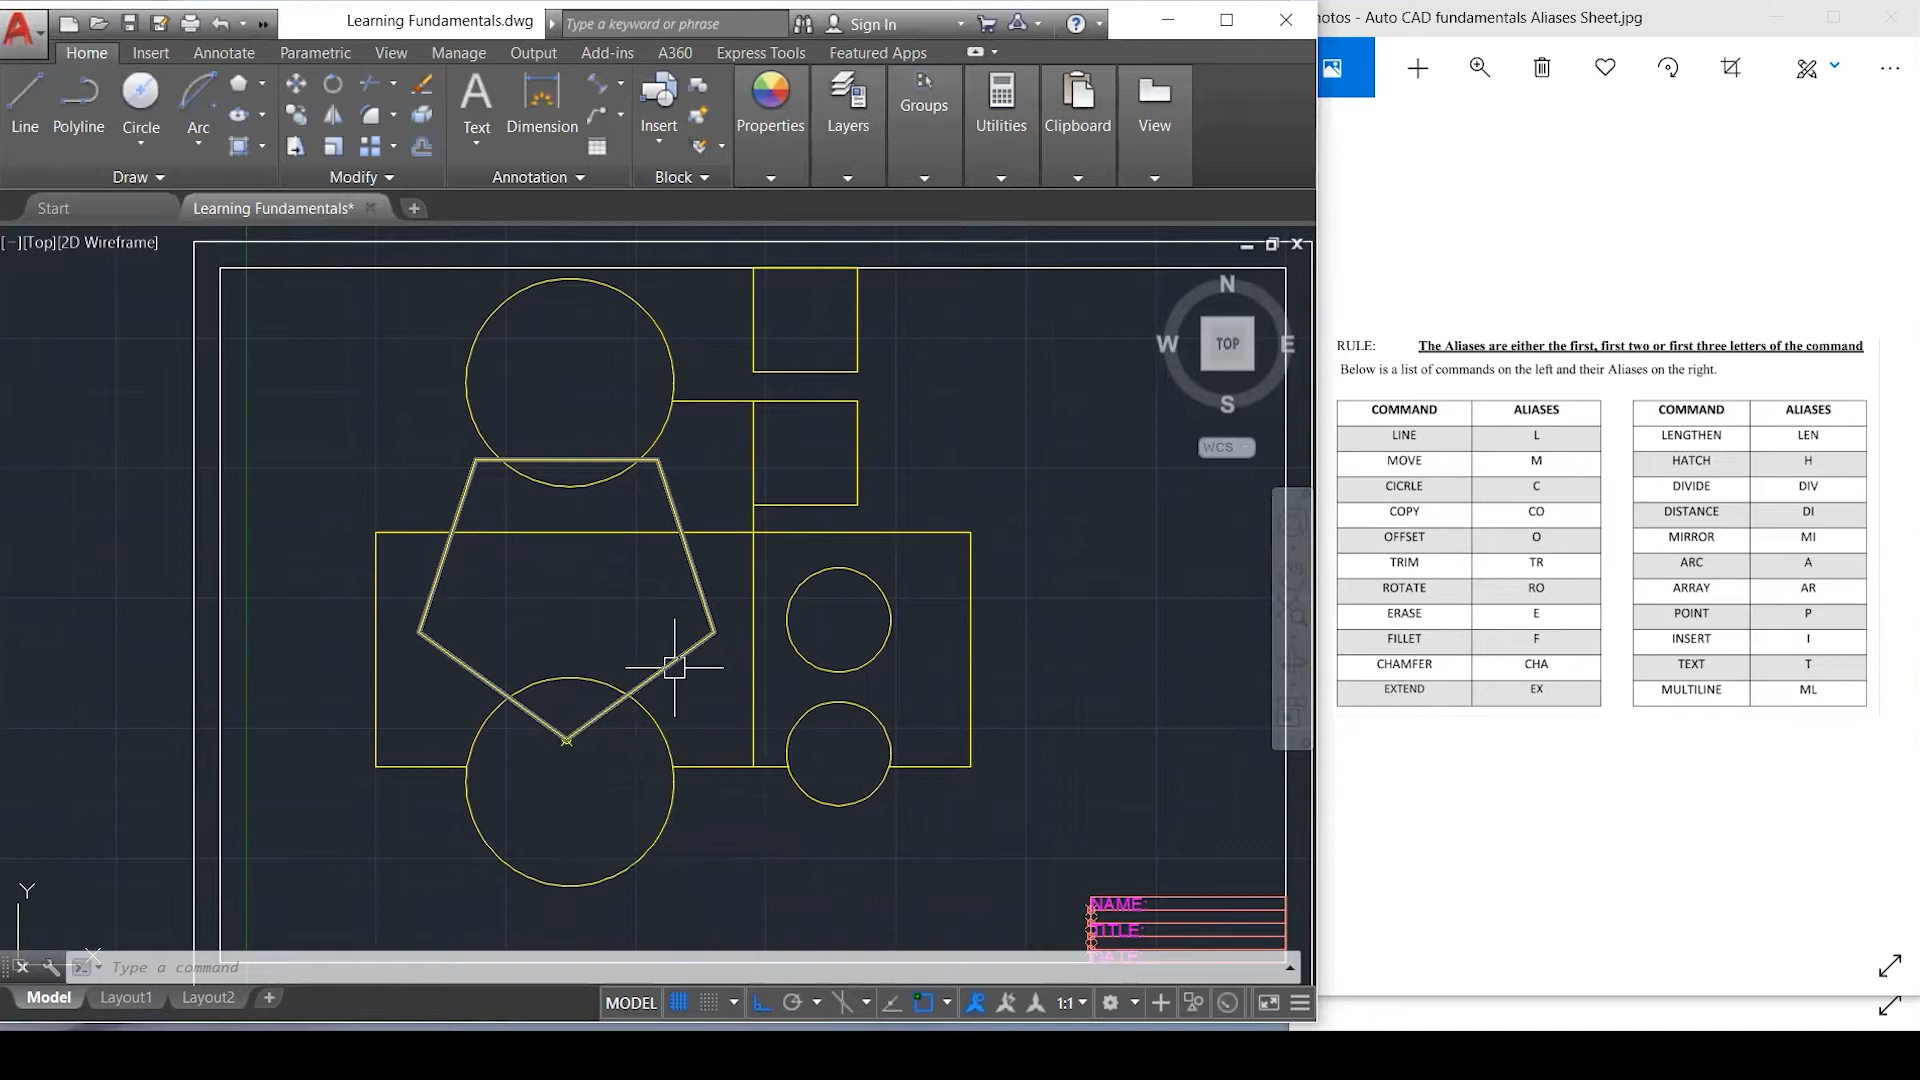 Learning Fundamentals.dwg
Type a keyword or phrase
Sign In
Home Insert Annotate Parametric View Manage Output Add-ins A360 Express Tools Featured Apps
Line Polyline Circle Arc
Text Dimension
Insert
Properties Layers Groups Utilities Clipboard View
Draw Modify Annotation Block
Start Learning Fundamentals*
[−][Top][2D Wireframe]
N
W TOP E
S
WCS
NAME:
TITLE:
DATE:
Y
X
Type a command
Model Layout1 Layout2
MODEL 1:1
otos - Auto CAD fundamentals Aliases Sheet.jpg
RULE: The Aliases are either the first, first two or first three letters of the command
Below is a list of commands on the left and their Aliases on the right.
COMMAND ALIASES
LINE L
MOVE M
CICRLE C
COPY CO
OFFSET O
TRIM TR
ROTATE RO
ERASE E
FILLET F
CHAMFER CHA
EXTEND EX
COMMAND ALIASES
LENGTHEN LEN
HATCH H
DIVIDE DIV
DISTANCE DI
MIRROR MI
ARC A
ARRAY AR
POINT P
INSERT I
TEXT T
MULTILINE ML